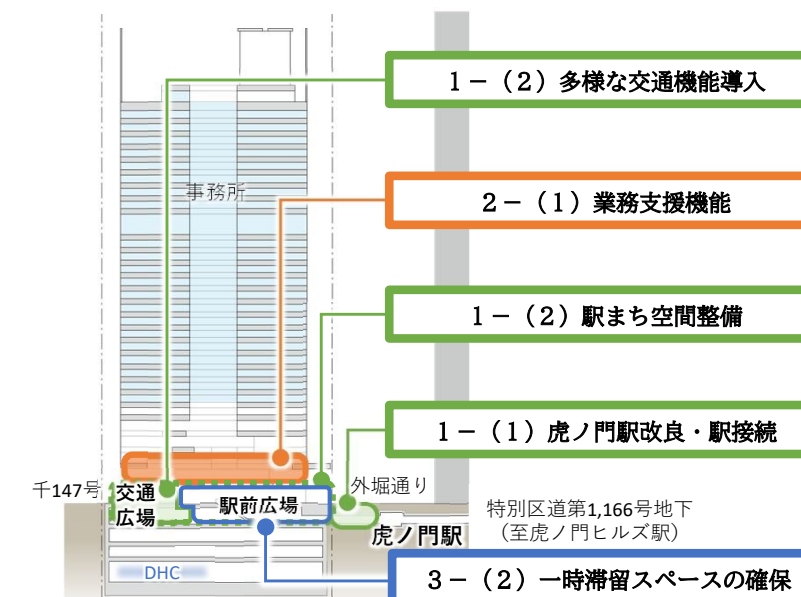 1－（2）多様な交通機能導入
事務所
2－（1）業務支援機能
1－（2）駅まち空間整備
1－（1）虎ノ門駅改良・駅接続
千147号
交通
広場
駅前広場
外堀通り
虎ノ門駅
特別区道第1,166号地下
（至虎ノ門ヒルズ駅）
DHC
3－（2）一時滞留スペースの確保